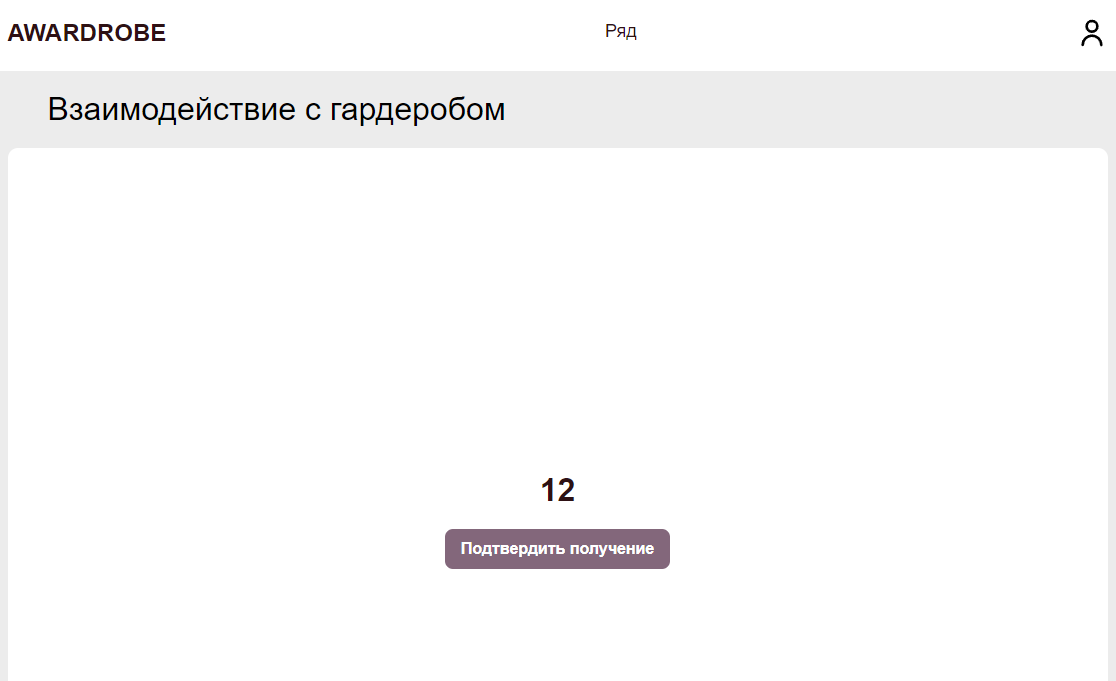 AWARDROBE
Ряд
Взаимодействие с гардеробом
12
Подтвердить получение